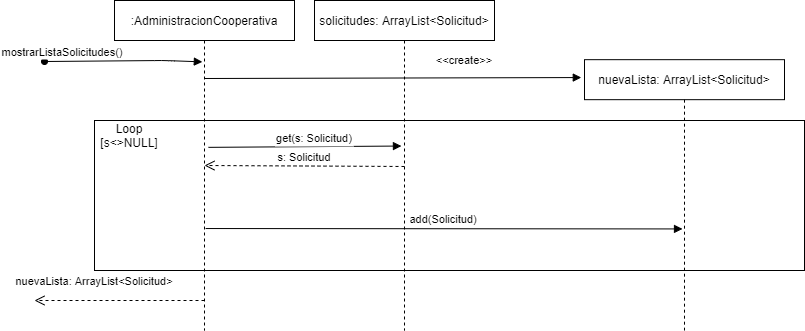 :AdministracionCooperativa
solicitudes: ArrayList<Solicitud>
mostrarListaSolicitudes()
<<create>>
nuevaLista: ArrayList<Solicitud>
Loop
[s<>NULL]
get(s: Solicitud)
s: Solicitud
add(Solicitud)
nuevaLista: ArrayList<Solicitud>